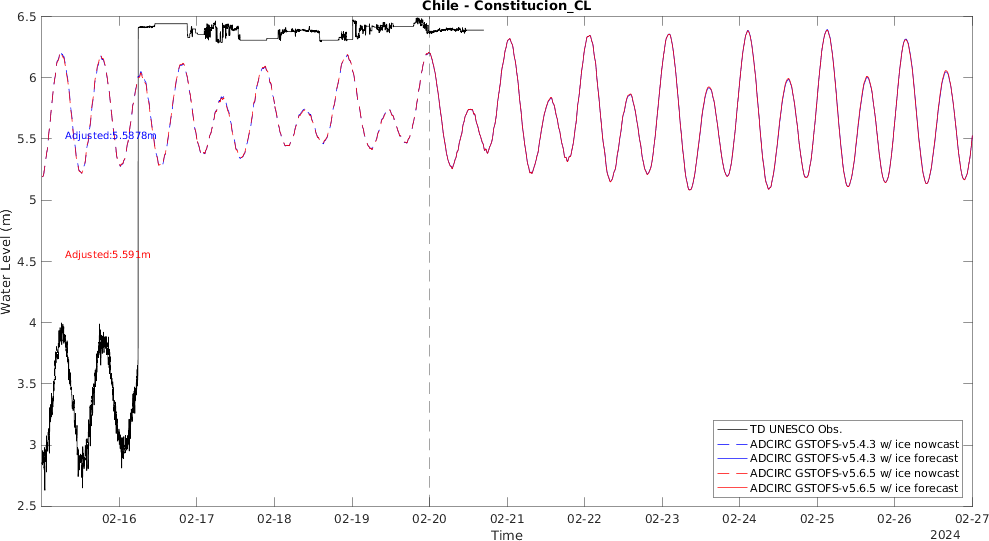 Chile - Constitucion_CL
6.5
6
5.5
5
4.5
4
3.5
3
2.5
Water Level (m)
Adjusted:5.5878m
Adjusted:5.591m
TD UNESCO Obs.
ADCIRC GSTOFS-v5.4.3 w/ ice nowcast
ADCIRC GSTOFS-v5.4.3 w/ ice forecast
ADCIRC GSTOFS-v5.6.5 w/ ice nowcast
ADCIRC GSTOFS-v5.6.5 w/ ice forecast
02-16 02-17 02-18 02-19 02-20 02-21 02-22 02-23 02-24 02-25 02-26 02-27
Time
2024